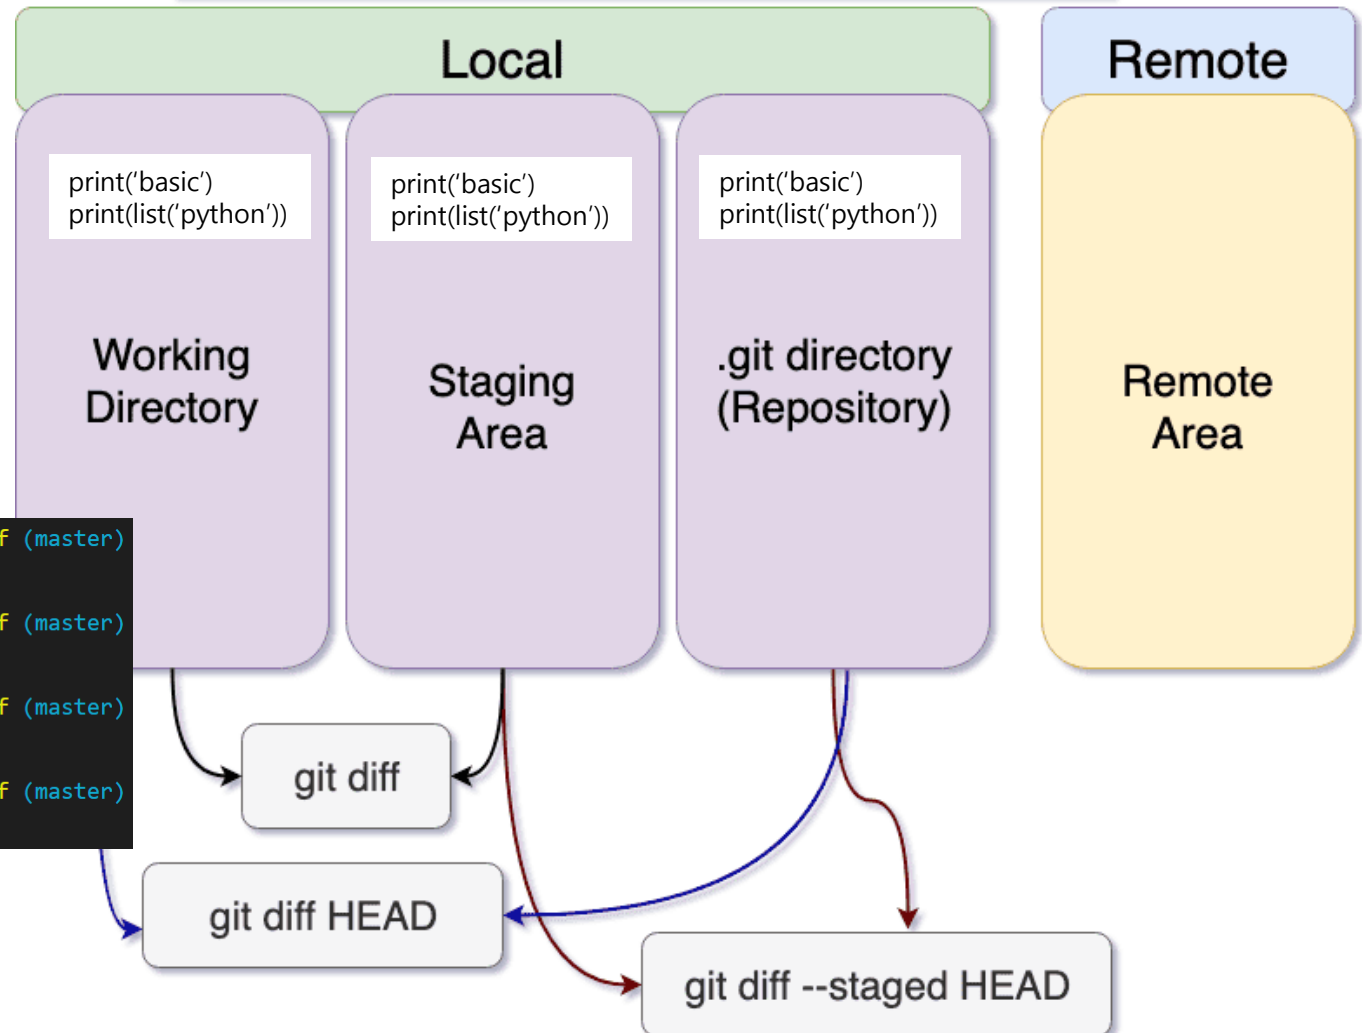 Local
Remote
print(‘basic’)
print(list(‘python’))
print(‘basic’)
print(list(‘python’))
print(‘basic’)
print(list(‘python’))
Working
Directory
Staging
Area
.git directory
(Repository)
Remote
Area
f (master)
f (master)
f (master)
f (master)
git diff
git diff HEAD
git diff --staged HEAD